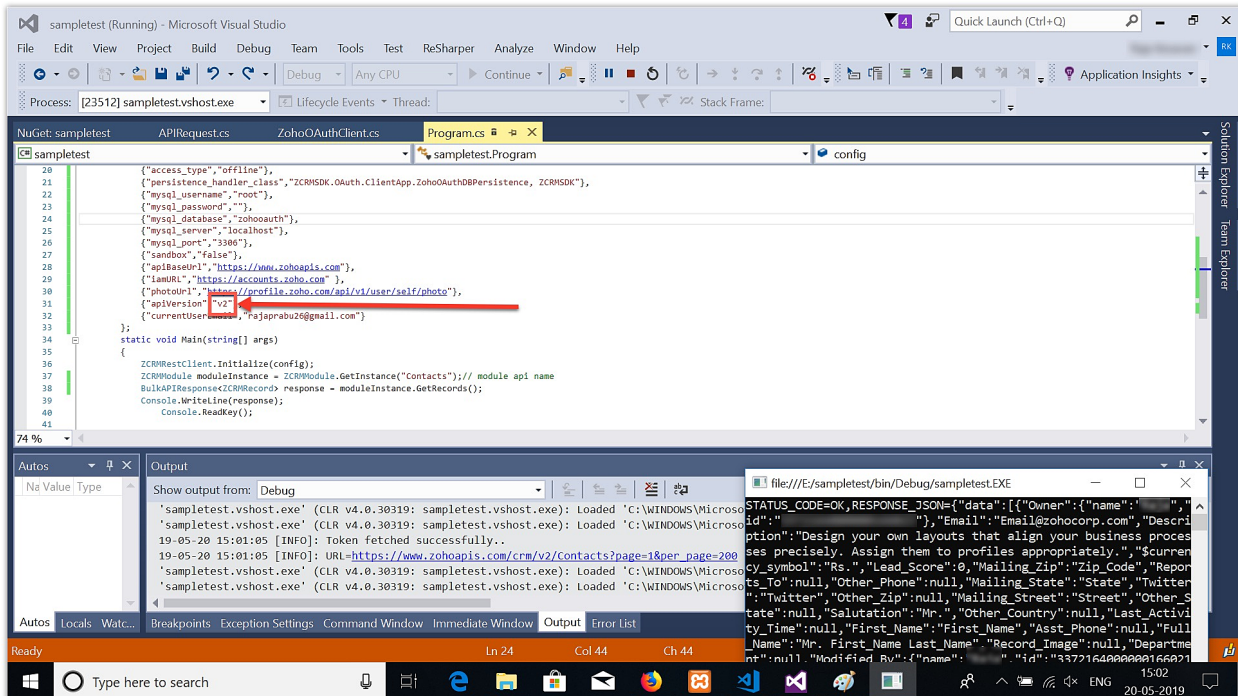 sampletest (Running) - Microsoft Visual Studio
4
Quick Launch (Ctrl+Q)
File Edit View Project Build Debug Team Tools Test ReSharper Analyze Window Help
RK
Debug Any CPU Continue Application Insights
Process: [23512] sampletest.vshost.exe Lifecycle Events Thread: Stack Frame:
NuGet: sampletest APIRequest.cs ZohoOAuthClient.cs Program.cs
C# sampletest sampletest.Program config
20 {"access_type","offline"},
21 {"persistence_handler_class","ZCRMSDK.OAuth.ClientApp.ZohoOAuthDBPersistence, ZCRMSDK"},
22 {"mysql_username","root"},
23 {"mysql_password",""},
24 {"mysql_database","zohooauth"},
25 {"mysql_server","localhost"},
26 {"mysql_port","3306"},
27 {"sandbox","false"},
28 {"apiBaseUrl","https://www.zohoapis.com"},
29 {"iamURL","https://accounts.zoho.com" },
30 {"photoUrl","https://profile.zoho.com/api/v1/user/self/photo"},
31 {"apiVersion" "v2"
32 {"currentUserEmail","rajaprabu26@gmail.com"}
33 };
34 static void Main(string[] args)
35 {
36 ZCRMRestClient.Initialize(config);
37 ZCRMModule moduleInstance = ZCRMModule.GetInstance("Contacts");// module api name
38 BulkAPIResponse<ZCRMRecord> response = moduleInstance.GetRecords();
39 Console.WriteLine(response);
40 Console.ReadKey();
41
74 %
Solution Explorer
Team Explorer
Autos
Na Value Type
Autos Locals Watc...
Output
Show output from: Debug
'sampletest.vshost.exe' (CLR v4.0.30319: sampletest.vshost.exe): Loaded 'C:\WINDOWS\Microso
'sampletest.vshost.exe' (CLR v4.0.30319: sampletest.vshost.exe): Loaded 'C:\WINDOWS\Microso
19-05-20 15:01:05 [INFO]: Token fetched successfully..
19-05-20 15:01:05 [INFO]: URL=https://www.zohoapis.com/crm/v2/Contacts?page=1&per_page=200
'sampletest.vshost.exe' (CLR v4.0.30319: sampletest.vshost.exe): Loaded 'C:\WINDOWS\Microso
'sampletest.vshost.exe' (CLR v4.0.30319: sampletest.vshost.exe): Loaded 'C:\WINDOWS\Microso
Breakpoints Exception Settings Command Window Immediate Window Output Error List
file:///E:/sampletest/bin/Debug/sampletest.EXE
STATUS_CODE=OK,RESPONSE_JSON={"data":[{"Owner":{"name":" ","
id":" "},"Email":"Email@zohocorp.com","Descri
ption":"Design your own layouts that align your business proces
ses precisely. Assign them to profiles appropriately.","$curren
cy_symbol":"Rs.","Lead_Score":0,"Mailing_Zip":"Zip_Code","Repor
ts_To":null,"Other_Phone":null,"Mailing_State":"State","Twitter
":"Twitter","Other_Zip":null,"Mailing_Street":"Street","Other_S
tate":null,"Salutation":"Mr.","Other_Country":null,"Last_Activi
ty_Time":null,"First_Name":"First_Name","Asst_Phone":null,"Full
_Name":"Mr. First_Name Last_Name","Record_Image":null,"Departme
nt":null,"Modified_By":{"name":" ","id":"3372164000000166021
Ready Ln 24 Col 44 Ch 44
Type here to search
ENG
15:02
20-05-2019